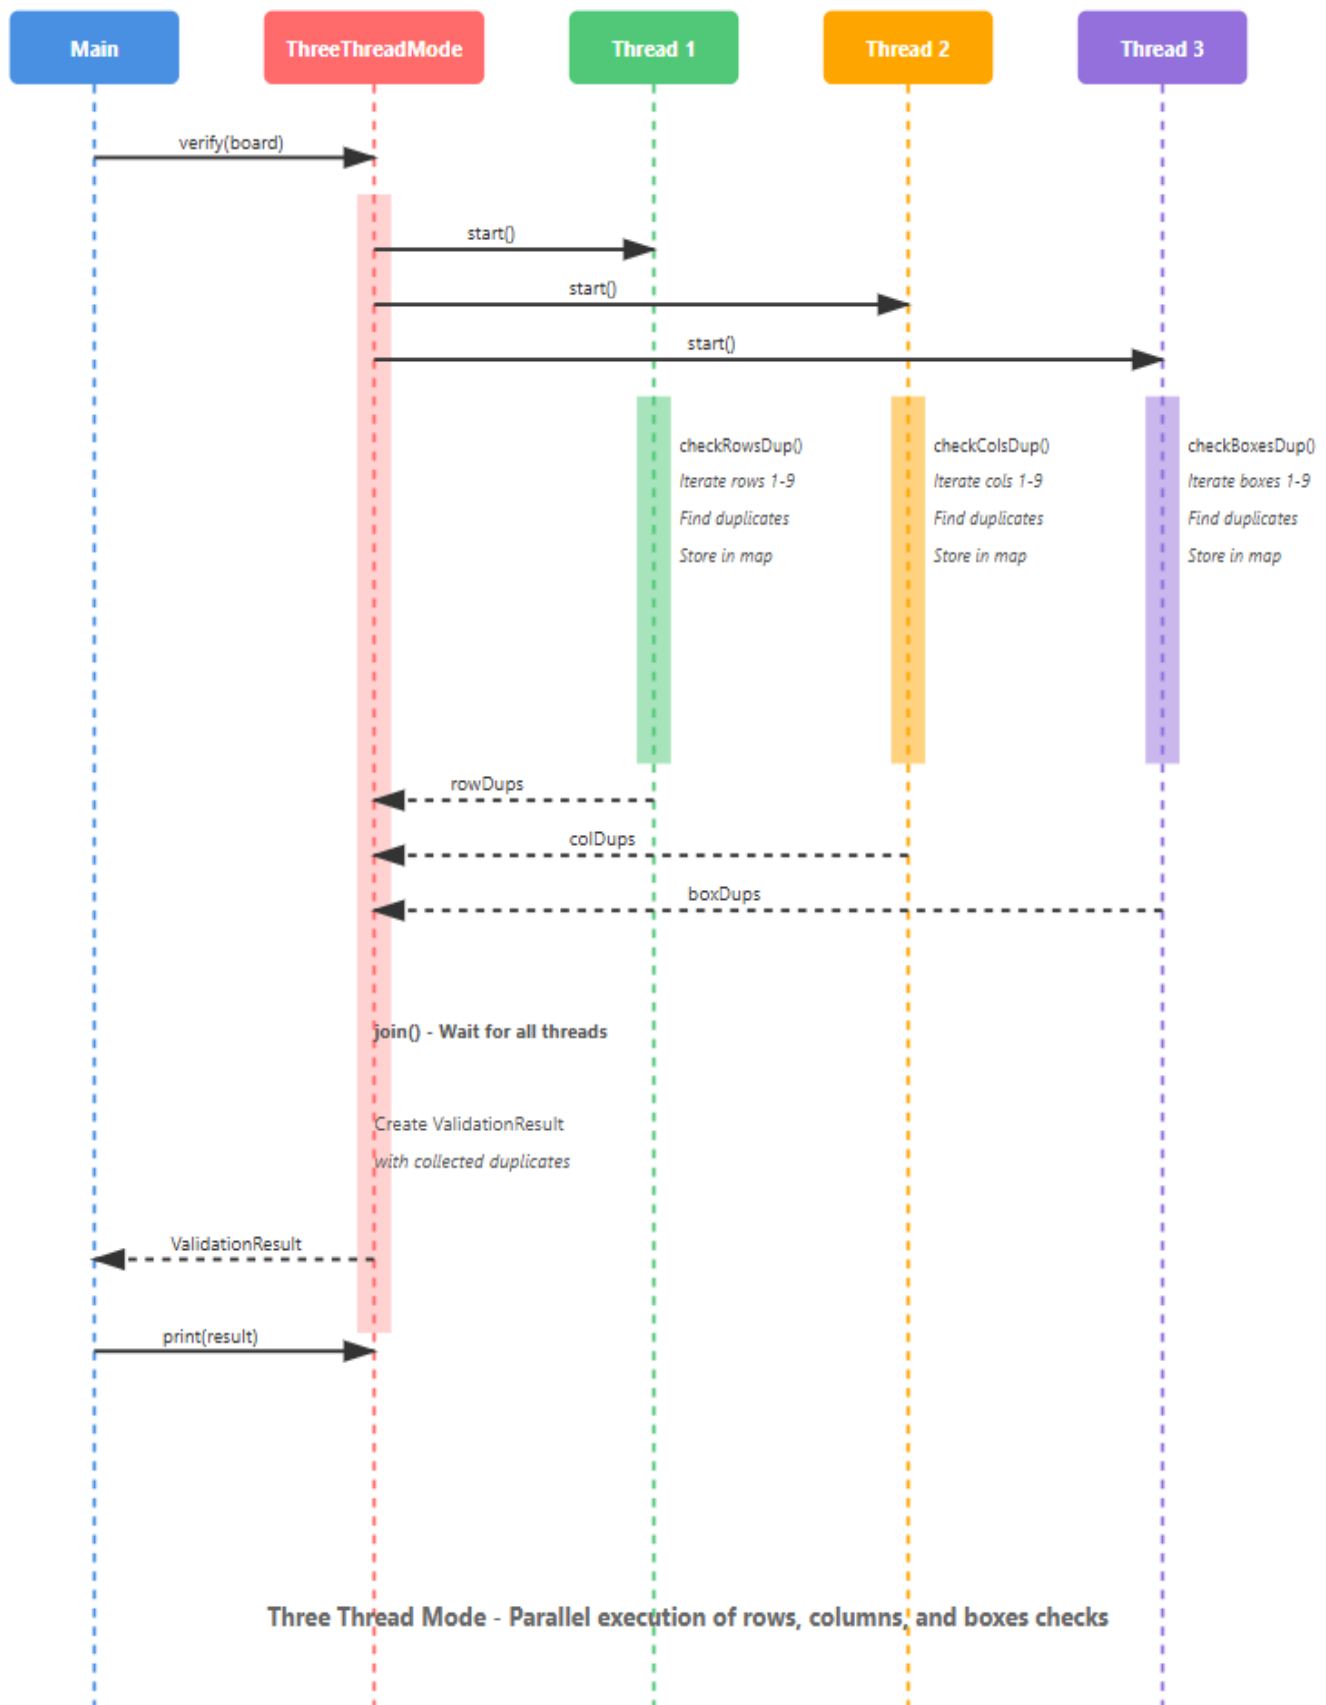 Main
ThreeThreadMode
Thread 1
Thread 2
Thread 3
verify(board)
start()
start()
start()
checkRowsDup()
Iterate rows 1-9
Find duplicates
Store in map
checkColsDup()
Iterate cols 1-9
Find duplicates
Store in map
checkBoxesDup()
Iterate boxes 1-9
Find duplicates
Store in map
rowDups
colDups
boxDups
join() - Wait for all threads
Create ValidationResult
with collected duplicates
ValidationResult
print(result)
Three Thread Mode - Parallel execution of rows, columns, and boxes checks